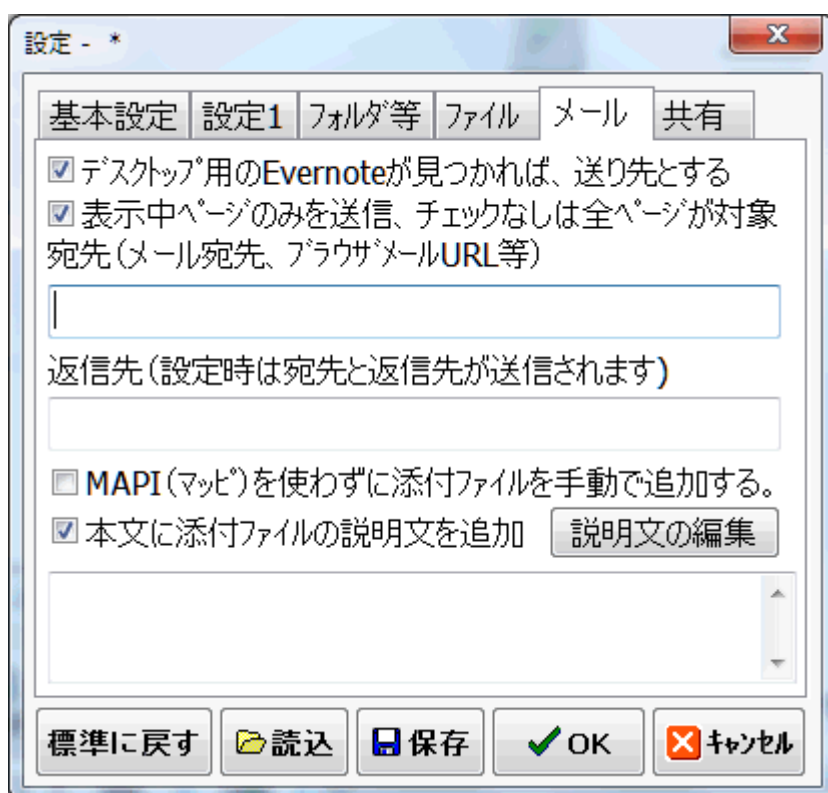 設定 - *
基本設定 設定1 ﾌｫﾙﾀﾞ等 ﾌｧｲﾙ メール 共有
ﾃﾞｽｸﾄｯﾌﾟ用のEvernoteが見つかれば、送り先とする
表示中ﾍﾟｰｼﾞのみを送信、チェックなしは全ﾍﾟｰｼﾞが対象
宛先(メール宛先、ﾌﾞﾗｳｻﾞﾒｰﾙURL等)
返信先(設定時は宛先と返信先が送信されます)
MAPI(ﾏｯﾋﾟ)を使わずに添付ﾌｧｲﾙを手動で追加する。
本文に添付ﾌｧｲﾙの説明文を追加 説明文の編集
標準に戻す 読込 保存 OK ｷｬﾝｾﾙ